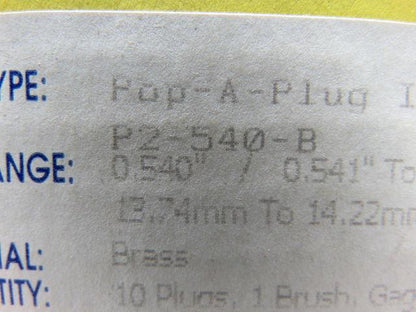 YPE: Pop-A-Plug I
P2-540-B
ANGE: 0.540" / 0.541" To
13.74mm To 14.22mm
IAL: Brass
TITY: 10 Plugs, 1 Brush, Gag